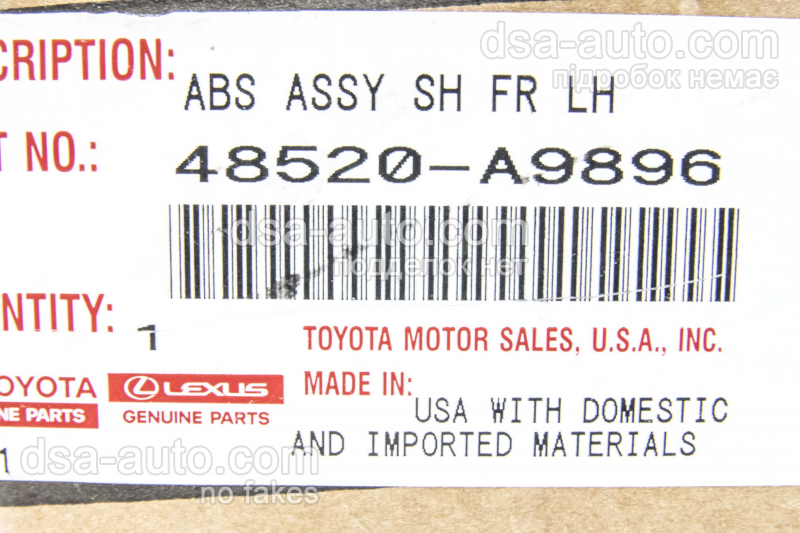 dsa-auto.com
підробок немає
CRIPTION:
ABS ASSY SH FR LH
T NO.:
48520-A9896
dsa-auto.com
подделок нет
NTITY: 1
TOYOTA MOTOR SALES, U.S.A., INC.
OYOTA LEXUS MADE IN:
NE PARTS GENUINE PARTS USA WITH DOMESTIC
AND IMPORTED MATERIALS
1
dsa-auto.com
no fakes